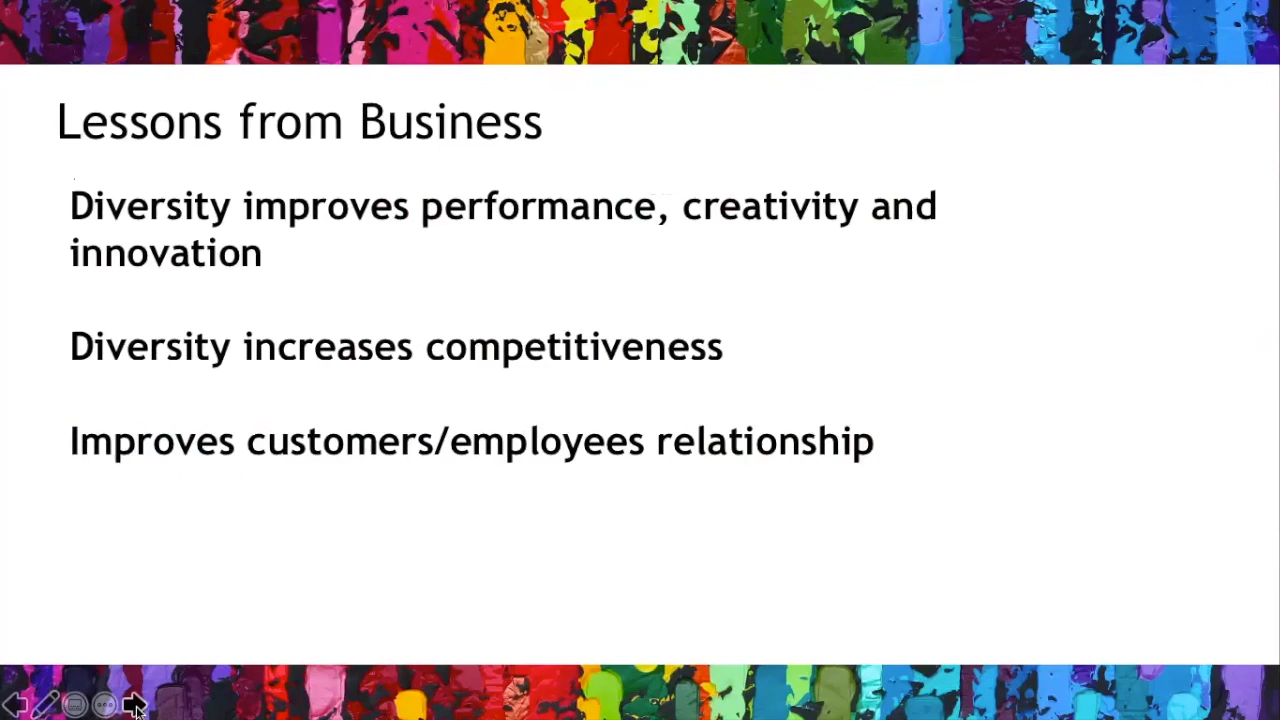 Lessons from Business
Diversity improves performance, creativity and
innovation
Diversity increases competitiveness
Improves customers/employees relationship